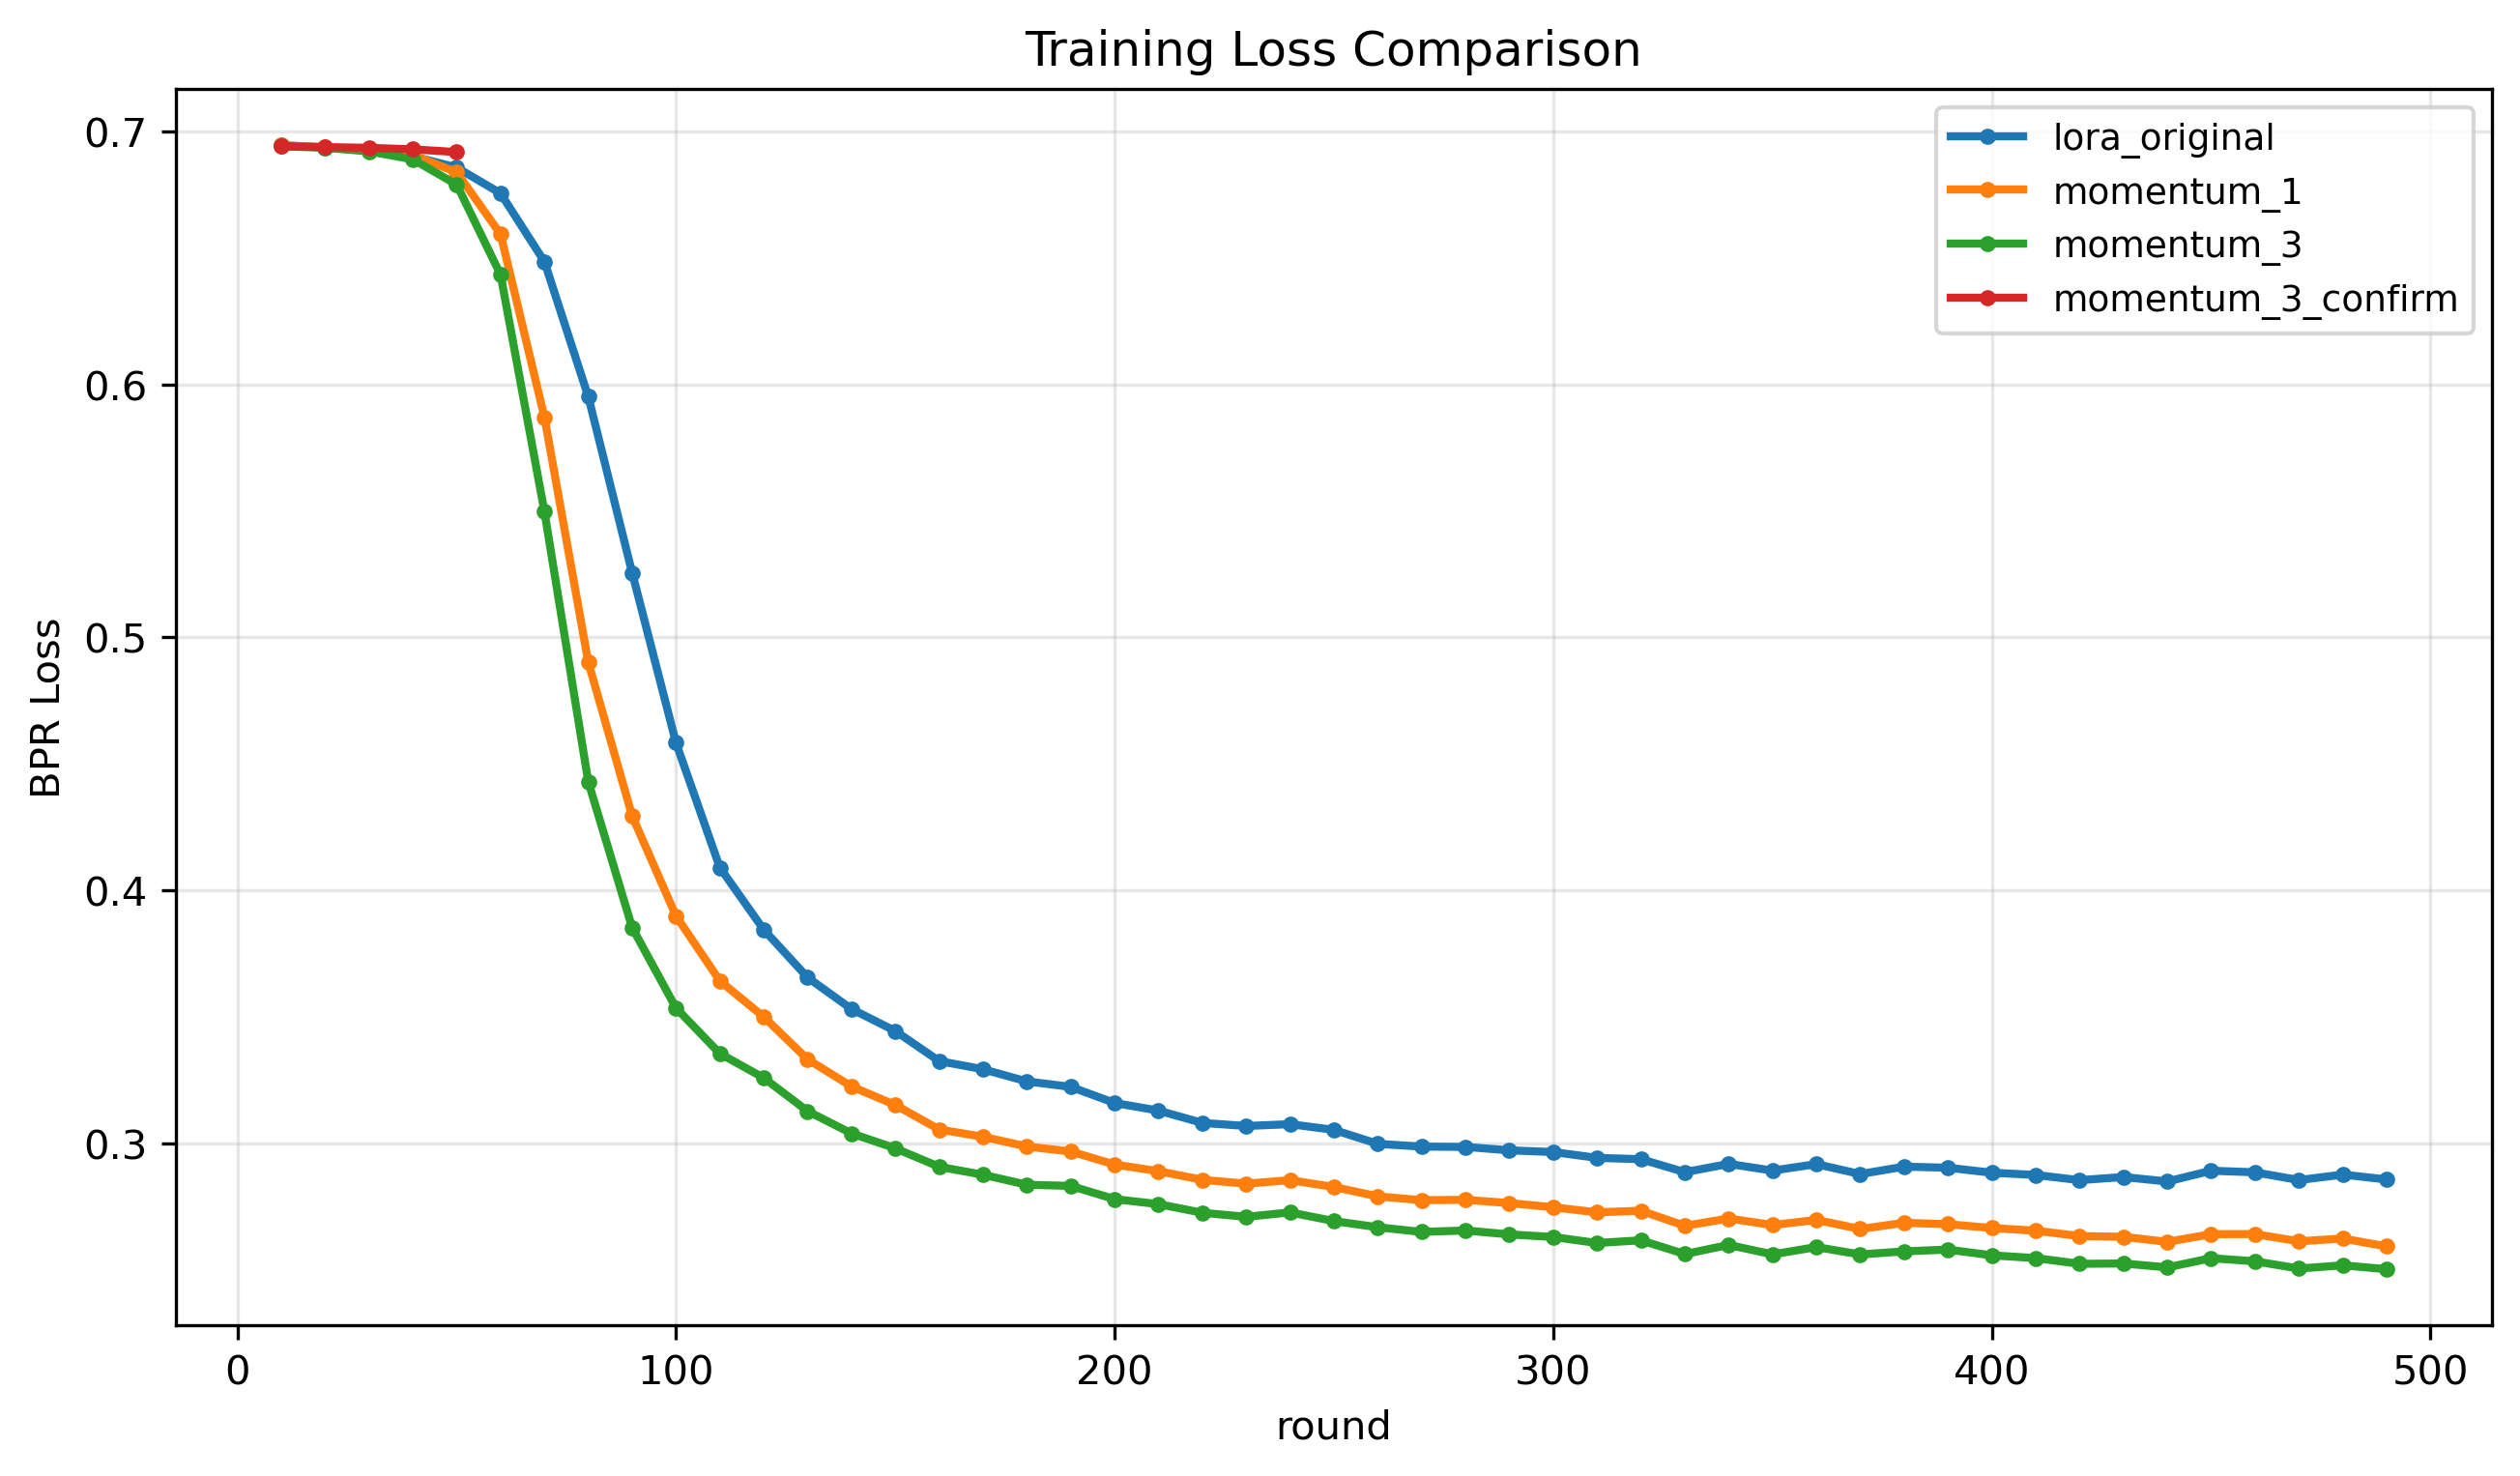 Training Loss Comparison
lora_original
momentum_1
momentum_3
momentum_3_confirm
BPR Loss
0.7
0.6
0.5
0.4
0.3
0
100
200
300
400
500
round